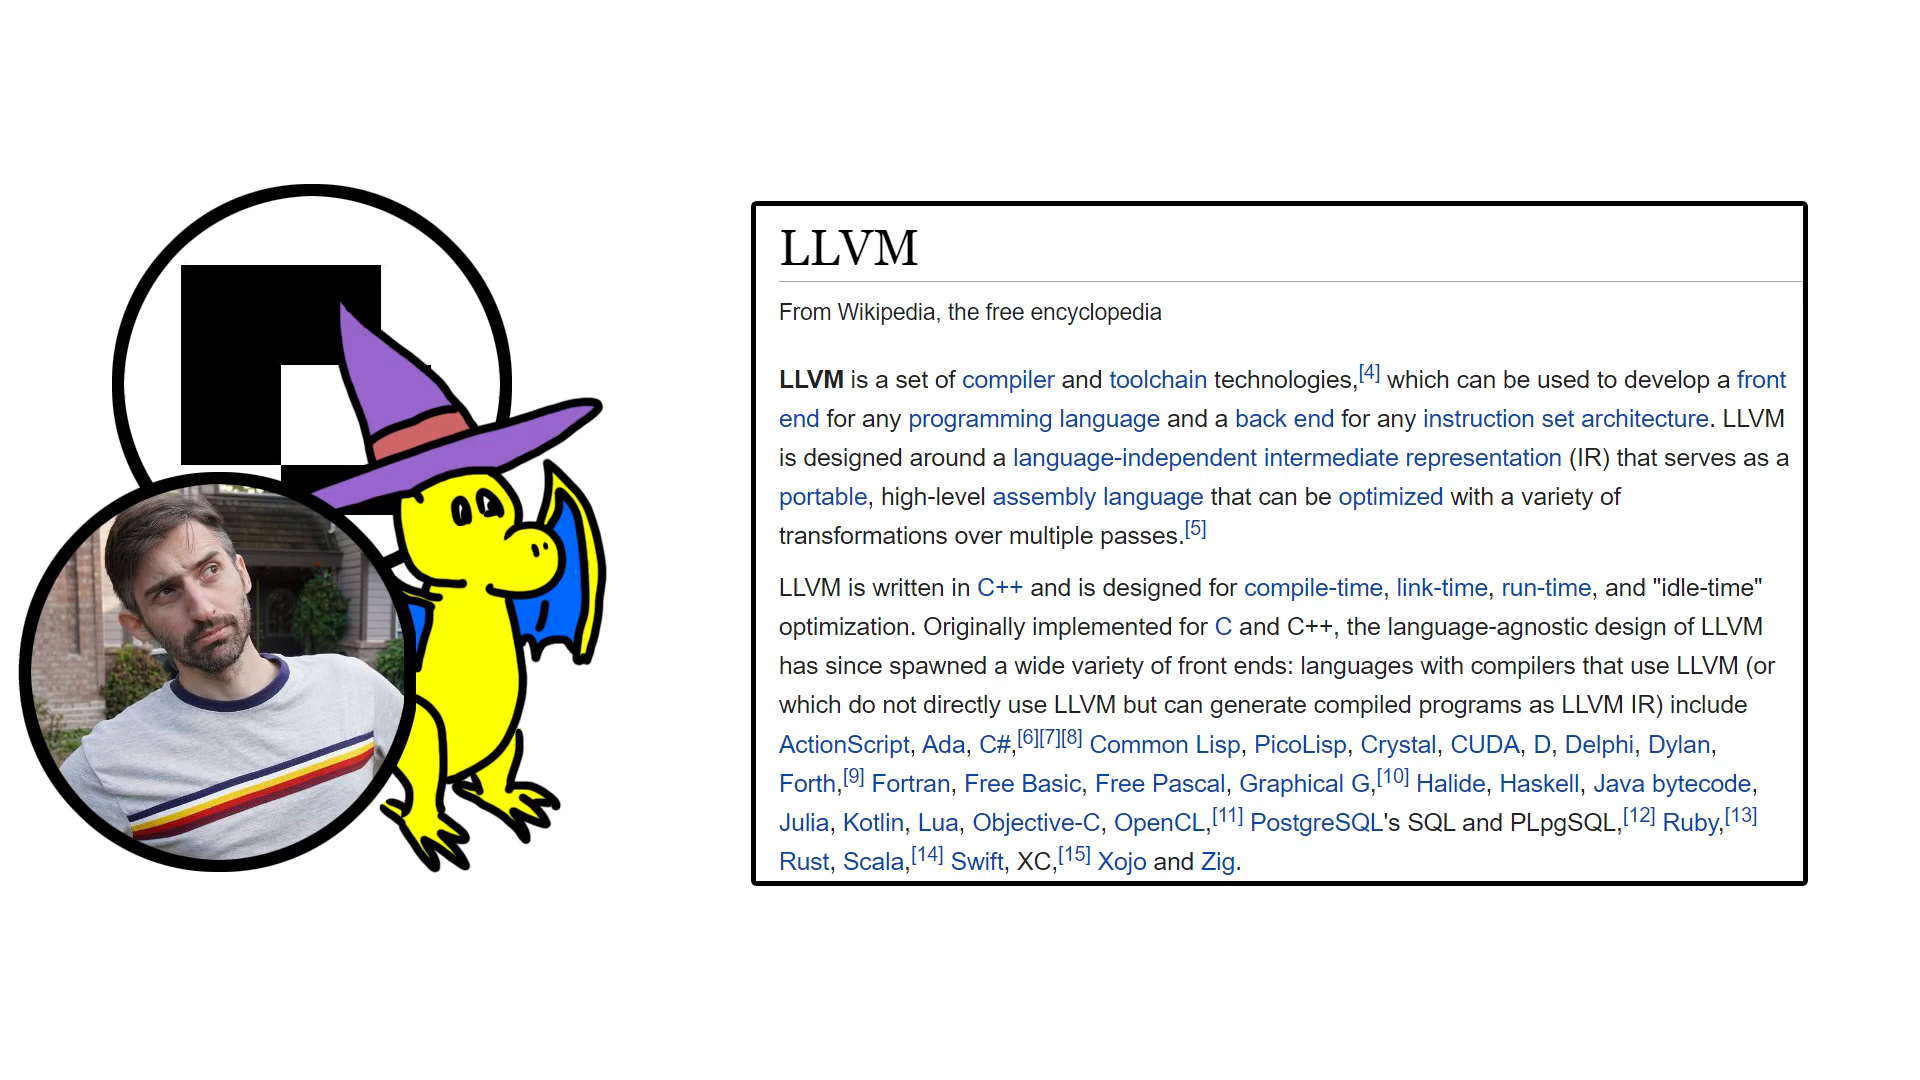 LLVM
From Wikipedia, the free encyclopedia
LLVM is a set of compiler and toolchain technologies,[4] which can be used to develop a front
end for any programming language and a back end for any instruction set architecture. LLVM
is designed around a language-independent intermediate representation (IR) that serves as a
portable, high-level assembly language that can be optimized with a variety of
transformations over multiple passes.[5]
LLVM is written in C++ and is designed for compile-time, link-time, run-time, and "idle-time"
optimization. Originally implemented for C and C++, the language-agnostic design of LLVM
has since spawned a wide variety of front ends: languages with compilers that use LLVM (or
which do not directly use LLVM but can generate compiled programs as LLVM IR) include
ActionScript, Ada, C#,[6][7][8] Common Lisp, PicoLisp, Crystal, CUDA, D, Delphi, Dylan,
Forth,[9] Fortran, Free Basic, Free Pascal, Graphical G,[10] Halide, Haskell, Java bytecode,
Julia, Kotlin, Lua, Objective-C, OpenCL,[11] PostgreSQL's SQL and PLpgSQL,[12] Ruby,[13]
Rust, Scala,[14] Swift, XC,[15] Xojo and Zig.